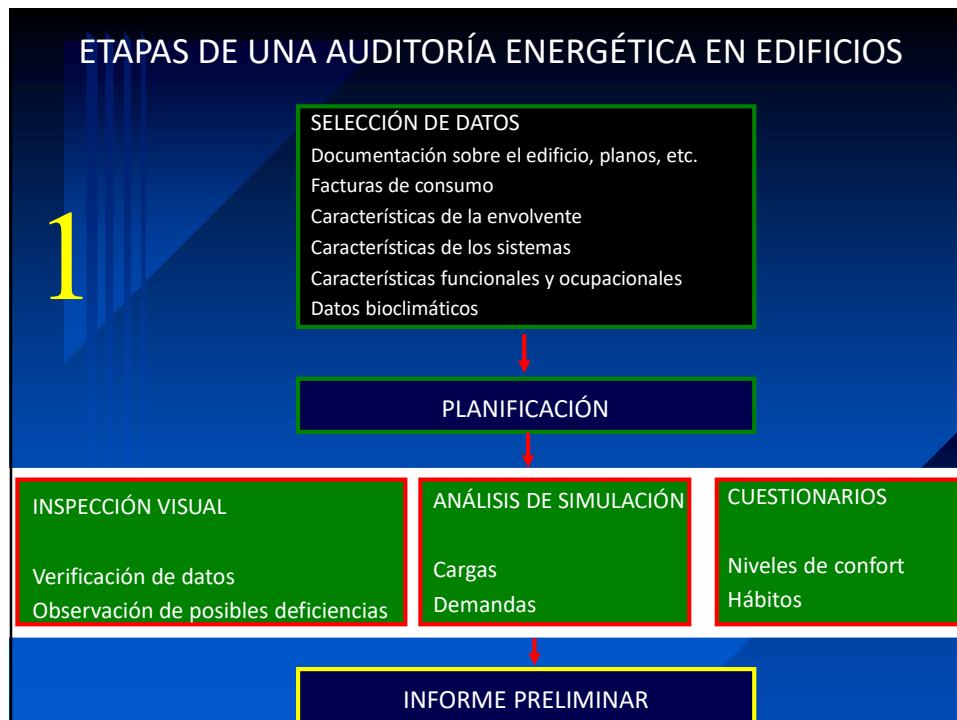 ETAPAS DE UNA AUDITORÍA ENERGÉTICA EN EDIFICIOS
1
SELECCIÓN DE DATOS
Documentación sobre el edificio, planos, etc.
Facturas de consumo
Características de la envolvente
Características de los sistemas
Características funcionales y ocupacionales
Datos bioclimáticos
PLANIFICACIÓN
INSPECCIÓN VISUAL
Verificación de datos
Observación de posibles deficiencias
ANÁLISIS DE SIMULACIÓN
Cargas
Demandas
CUESTIONARIOS
Niveles de confort
Hábitos
INFORME PRELIMINAR